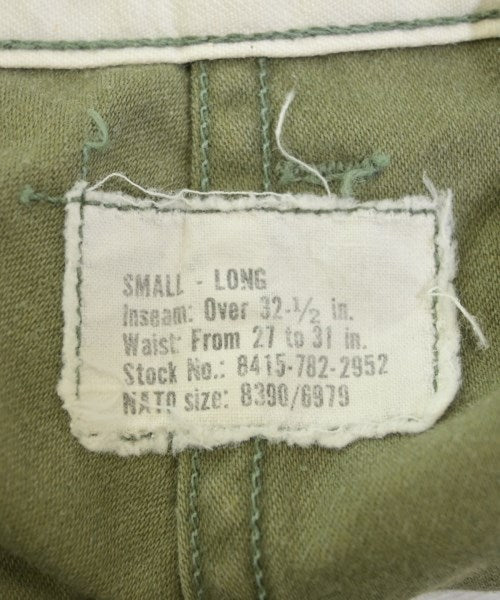 SMALL - LONG
Inseam: Over 32-1/2 in.
Waist: From 27 to 31 in.
Stock No.: 8415-782-2952
NATO size: 8390/6979